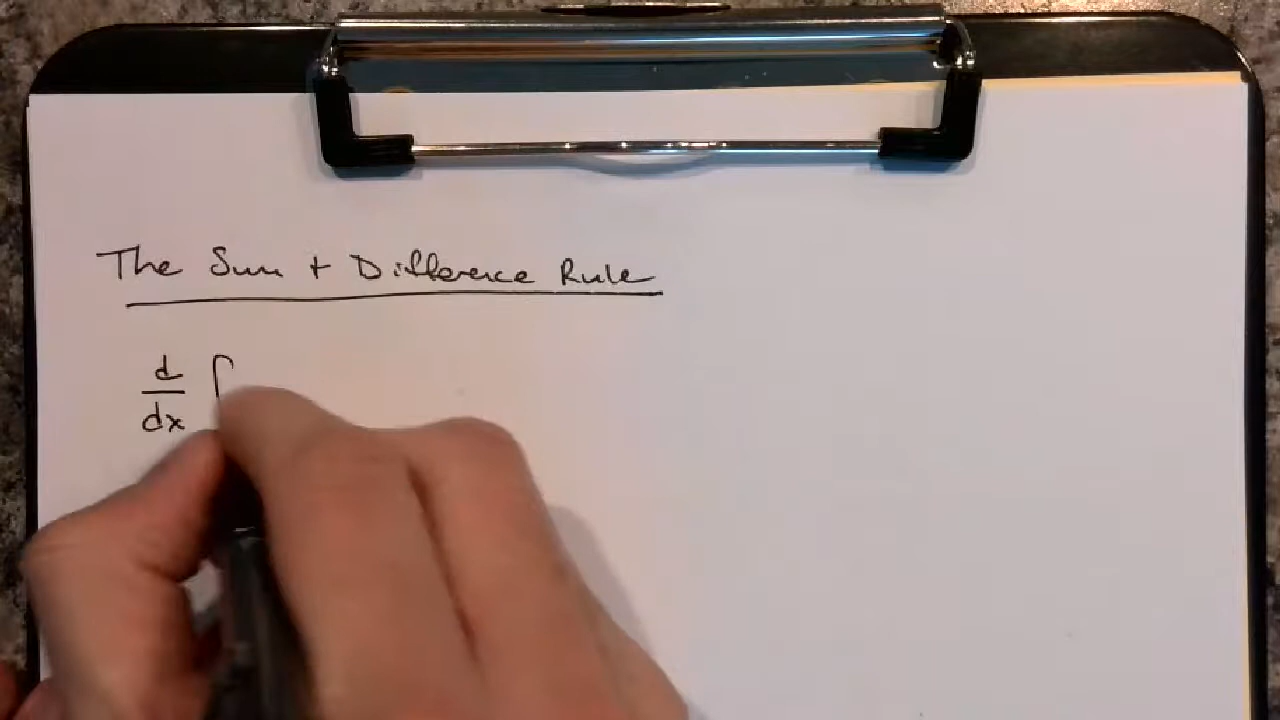 The Sum + Difference Rule
d
dx [